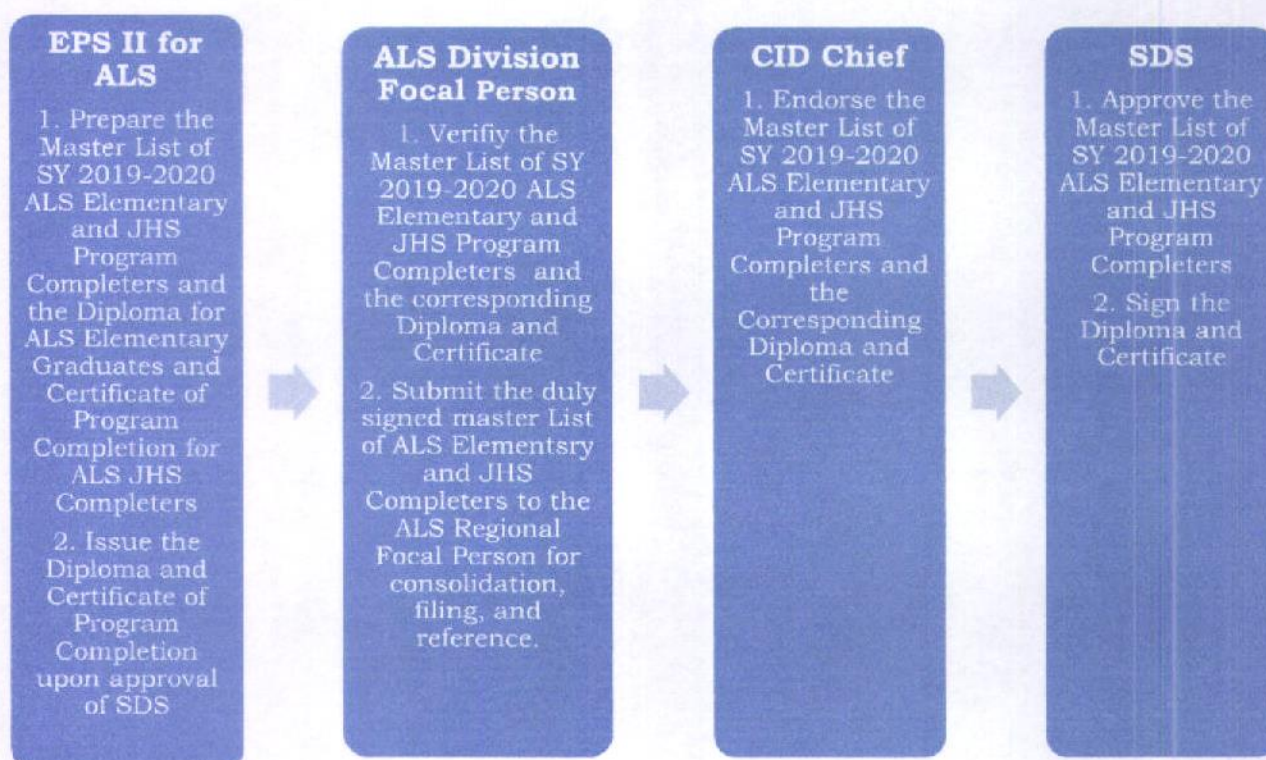 EPS II for
ALS
1. Prepare the
Master List of
SY 2019-2020
ALS Elementary
and JHS
Program
Completers and
the Diploma for
ALS Elementary
Graduates and
Certificate of
Program
Completion for
ALS JHS
Completers
2. Issue the
Diploma and
Certificate of
Program
Completion
upon approval
of SDS
ALS Division
Focal Person
1. Verifiy the
Master List of SY
2019-2020 ALS
Elementary and
JHS Program
Completers and
the corresponding
Diploma and
Certificate
2. Submit the duly
signed master List
of ALS Elementsry
and JHS
Completers to the
ALS Regional
Focal Person for
consolidation,
filing, and
reference.
CID Chief
1. Endorse the
Master List of
SY 2019-2020
ALS Elementary
and JHS
Program
Completers and
the
Corresponding
Diploma and
Certificate
SDS
1. Approve the
Master List of
SY 2019-2020
ALS Elementary
and JHS
Program
Completers
2. Sign the
Diploma and
Certificate